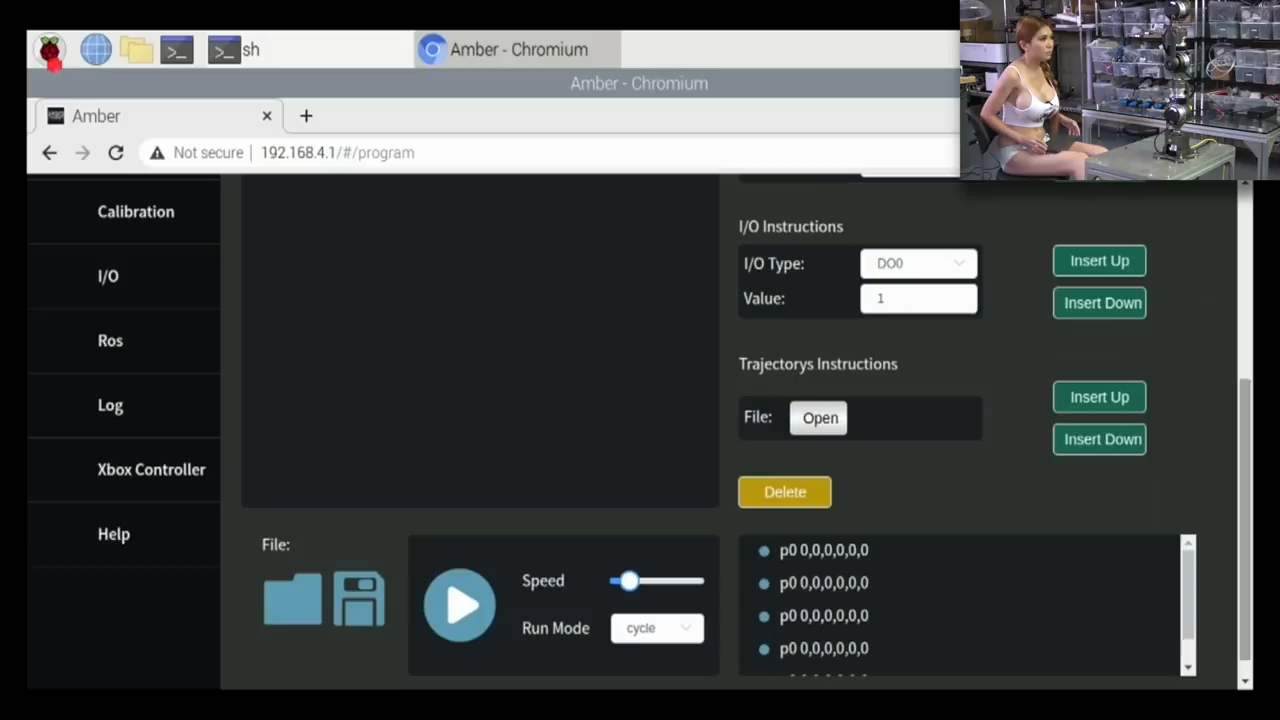 sh
Amber - Chromium
Amber - Chromium
Amber
Not secure
192.168.4.1/#/program
Calibration
I/O
Ros
Log
Xbox Controller
Help
I/O Instructions
I/O Type:
DO0
Insert Up
Value:
1
Insert Down
Trajectorys Instructions
File:
Open
Insert Up
Insert Down
Delete
File:
Speed
Run Mode
cycle
p0 0,0,0,0,0,0
p0 0,0,0,0,0,0
p0 0,0,0,0,0,0
p0 0,0,0,0,0,0